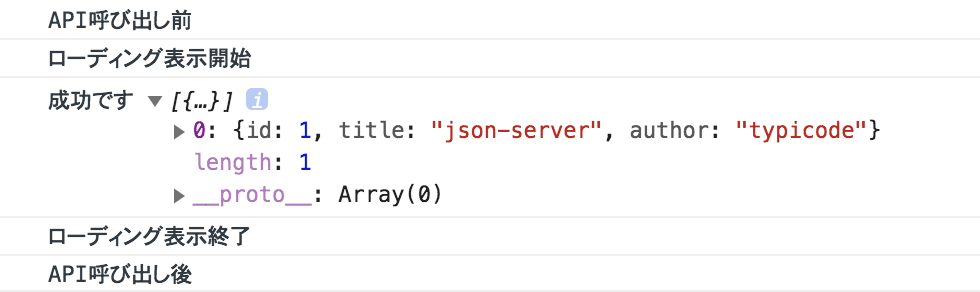 API呼び出し前
ローディング表示開始
成功です ▼ [{…}] i
▶ 0: {id: 1, title: "json-server", author: "typicode"}
length: 1
▶ __proto__: Array(0)
ローディング表示終了
API呼び出し後